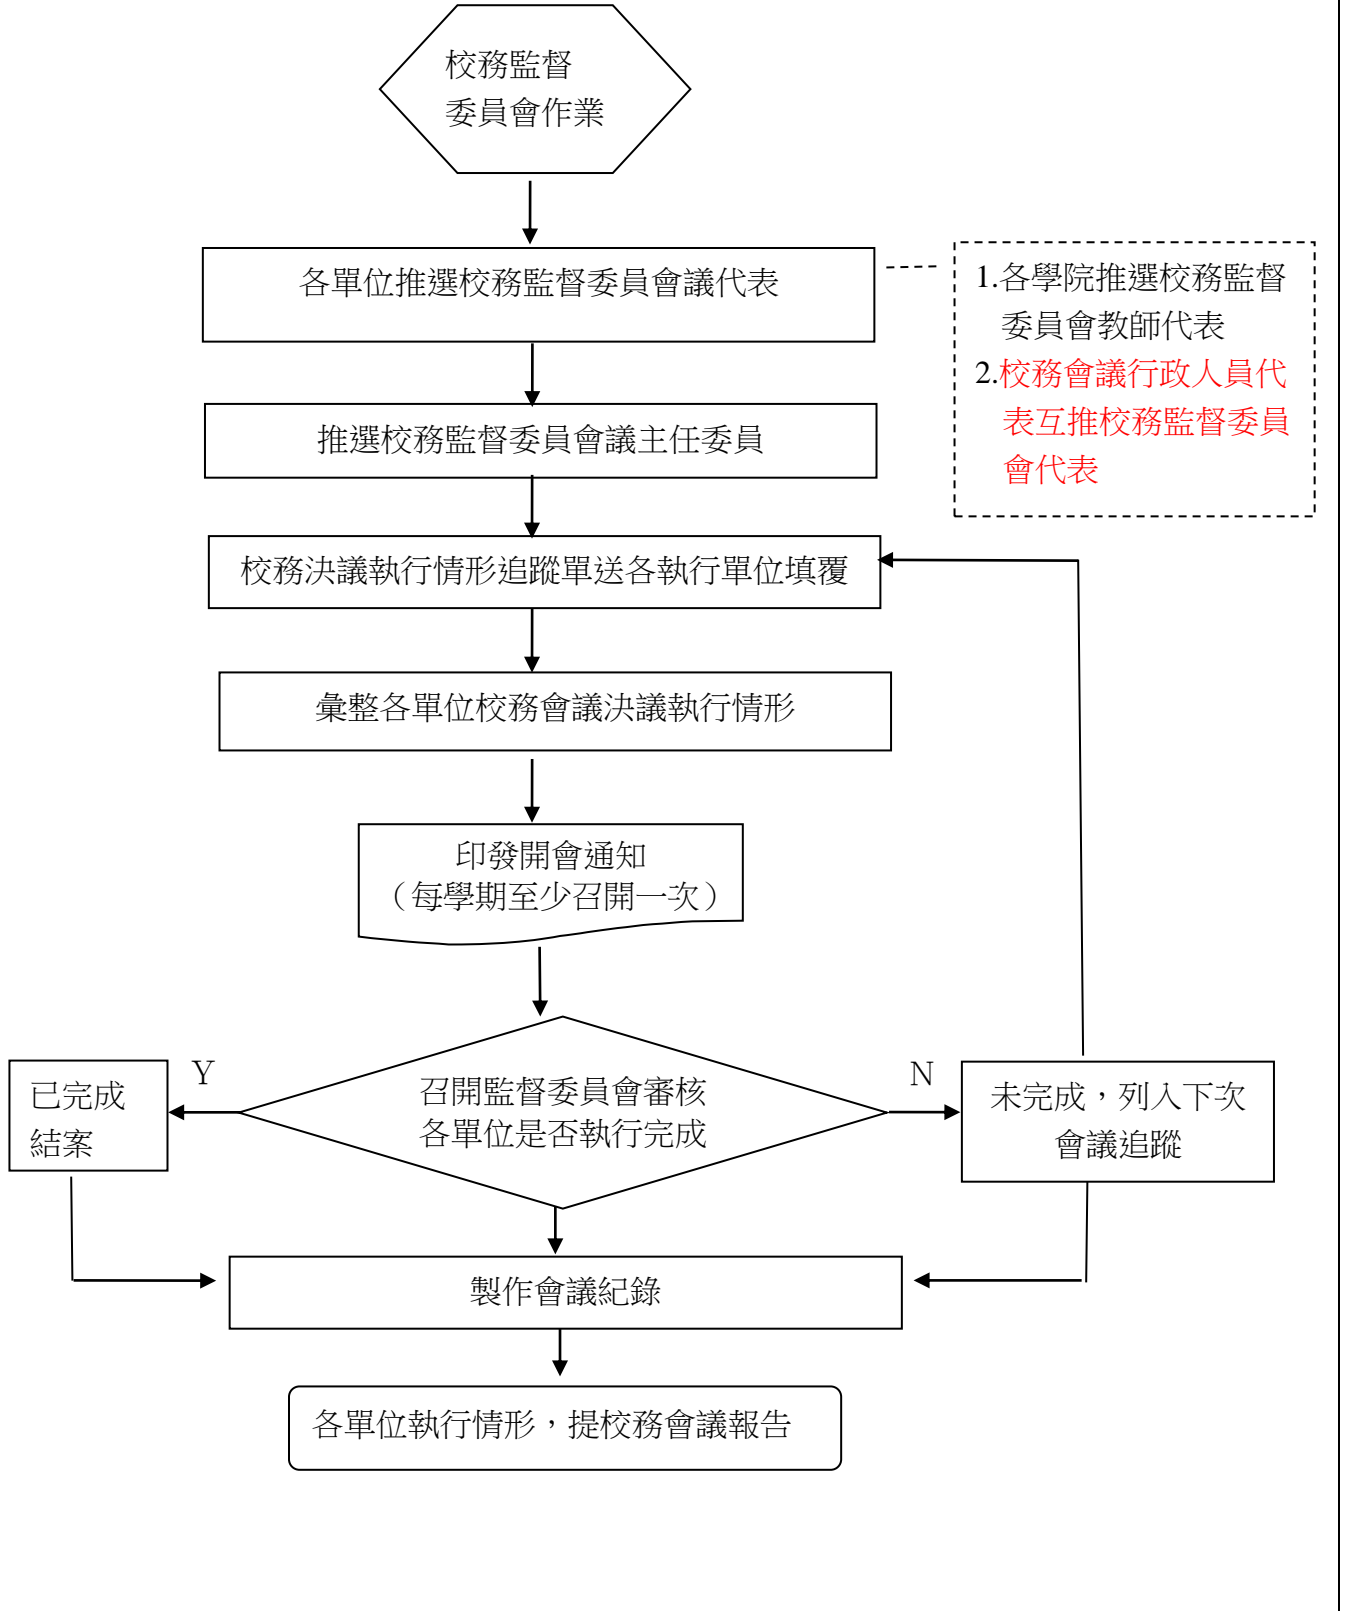 校務監督
委員會作業
各單位推選校務監督委員會議代表
1.各學院推選校務監督
委員會教師代表
2.校務會議行政人員代
表互推校務監督委員
會代表
推選校務監督委員會議主任委員
校務決議執行情形追蹤單送各執行單位填覆
彙整各單位校務會議決議執行情形
印發開會通知
（每學期至少召開一次）
Y
N
已完成
結案
召開監督委員會審核
各單位是否執行完成
未完成，列入下次
會議追蹤
製作會議紀錄
各單位執行情形，提校務會議報告